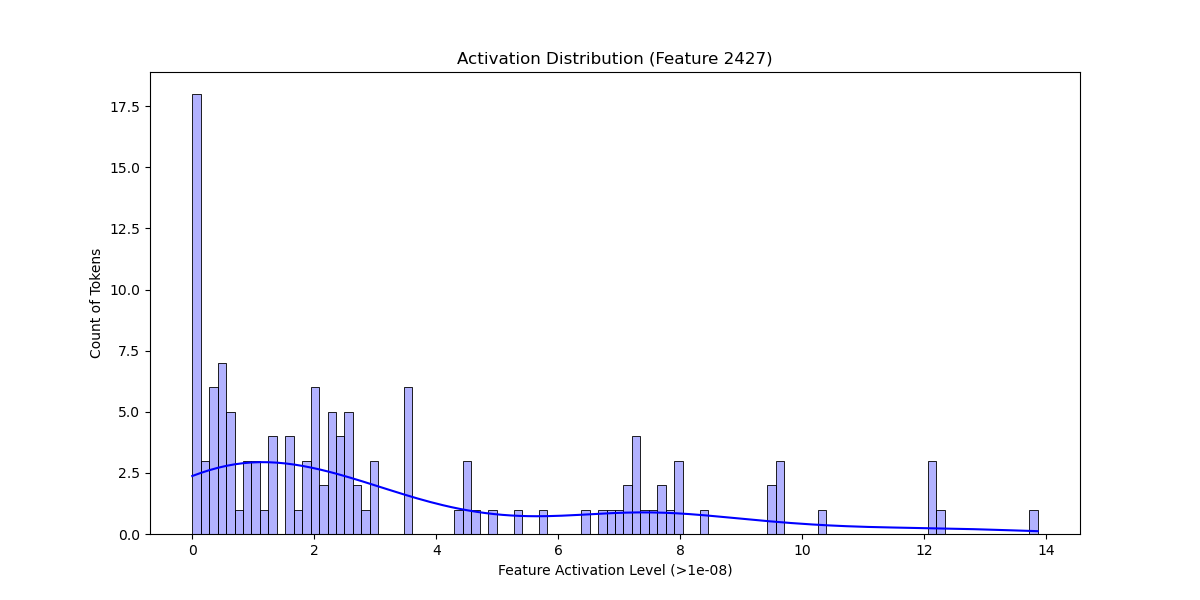 Activation Distribution (Feature 2427)
17.5
15.0
12.5
10.0
7.5
5.0
2.5
0.0
Count of Tokens
0 2 4 6 8 10 12 14
Feature Activation Level (>1e-08)